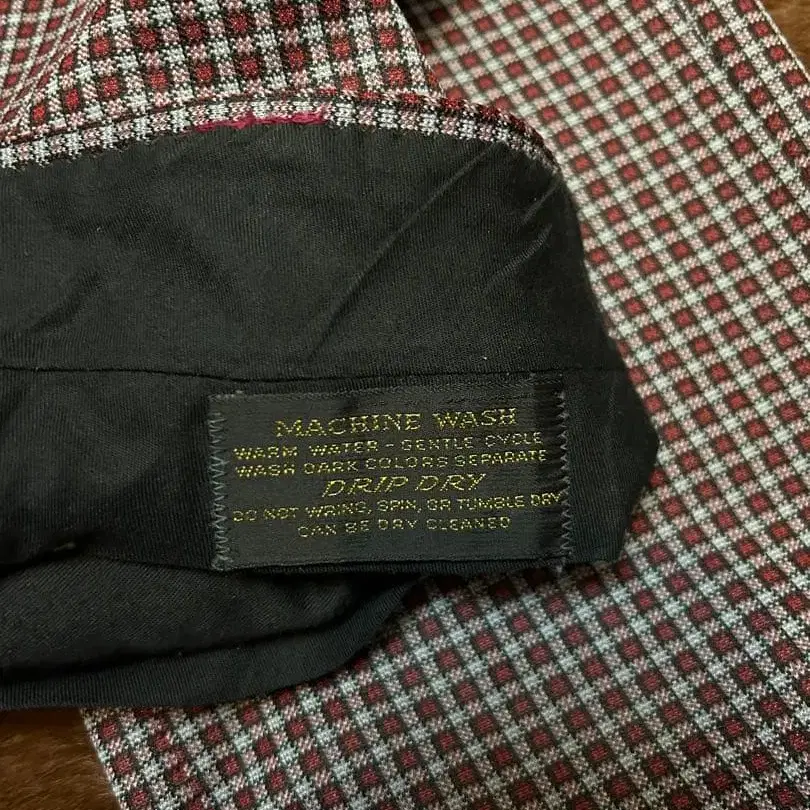 MACHINE WASH
WARM WATER - GENTLE CYCLE
WASH DARK COLORS SEPARATE
DRIP DRY
DO NOT WRING, SPIN, OR TUMBLE DRY
CAN BE DRY CLEANED